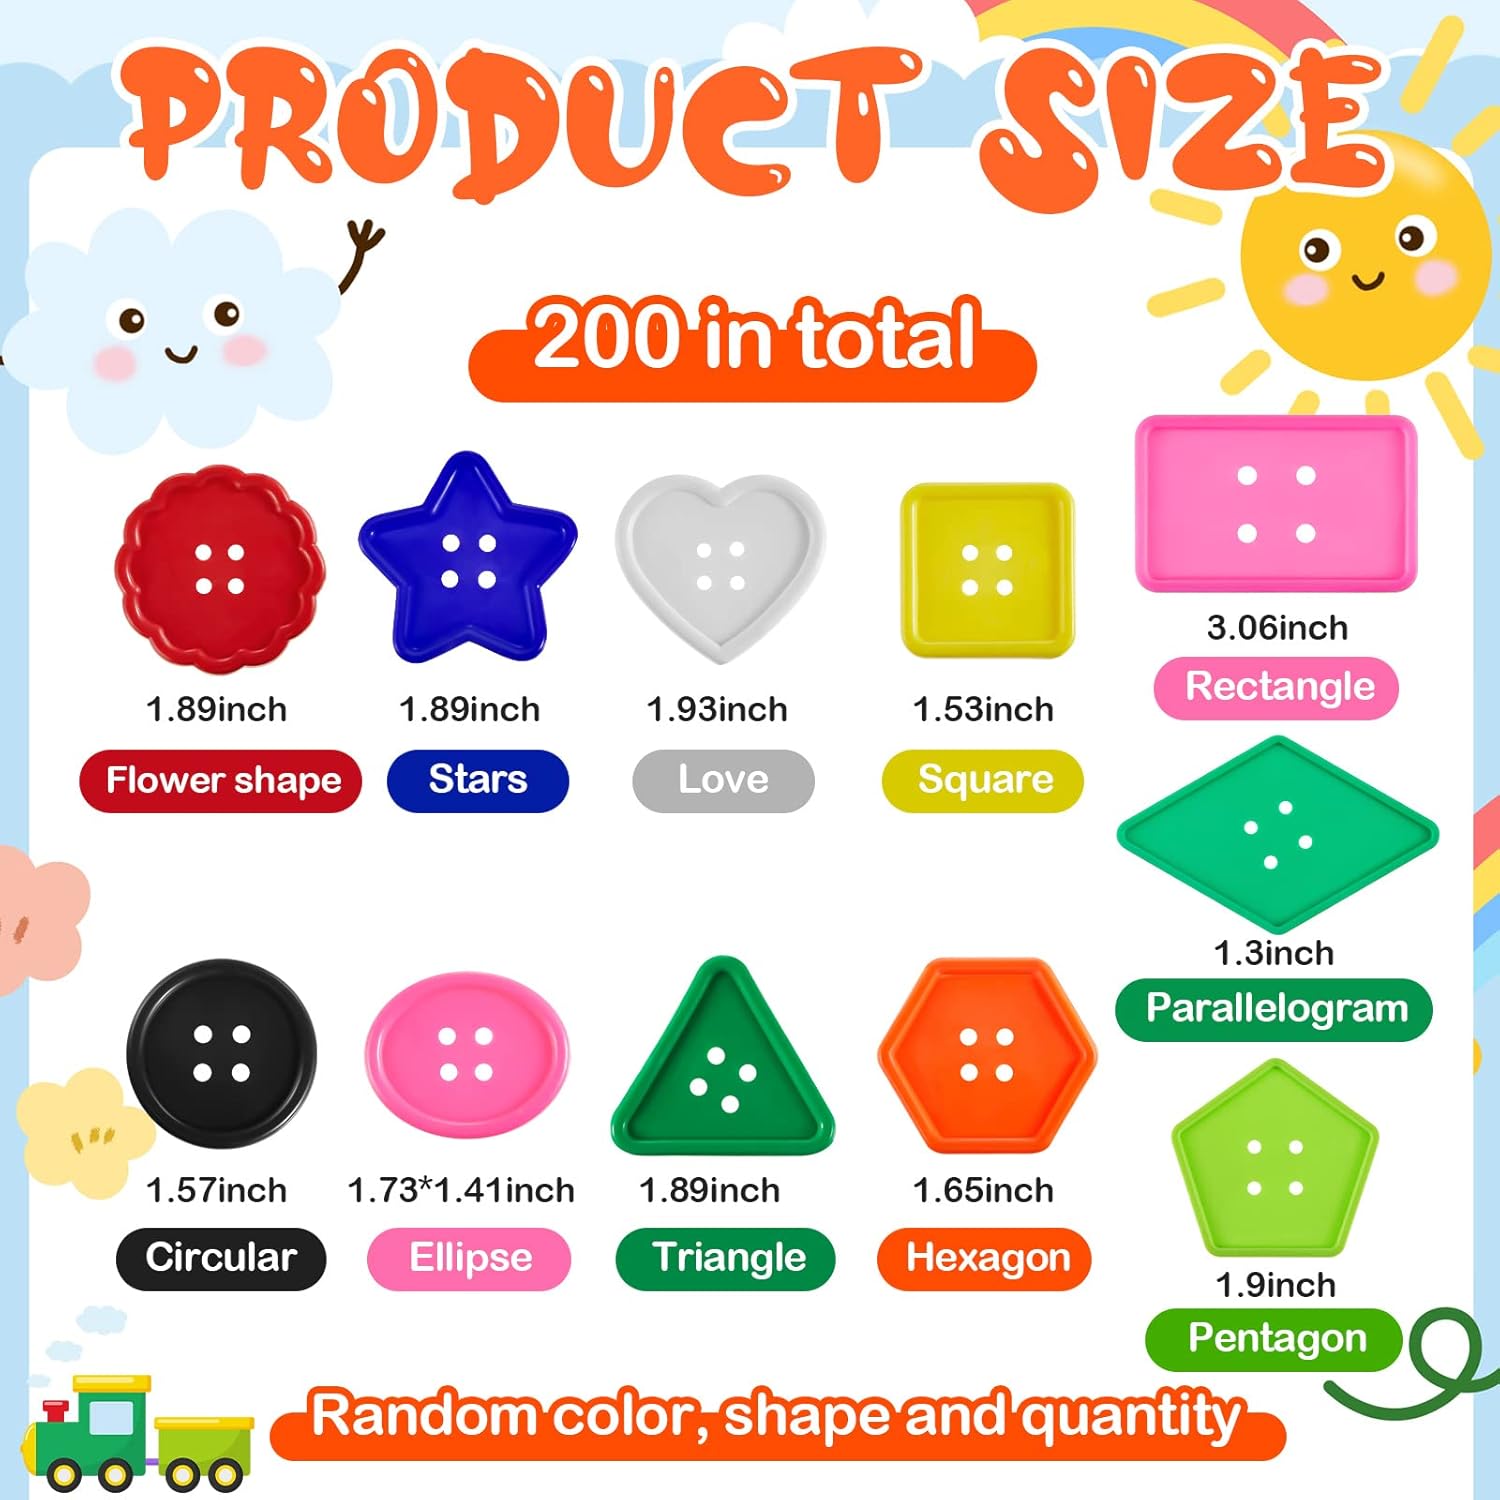 PRODUCT SIZE
200 in total
1.89inch
Flower shape
1.89inch
Stars
1.93inch
Love
1.53inch
Square
3.06inch
Rectangle
1.3inch
Parallelogram
1.57inch
Circular
1.73*1.41inch
Ellipse
1.89inch
Triangle
1.65inch
Hexagon
1.9inch
Pentagon
Random color, shape and quantity